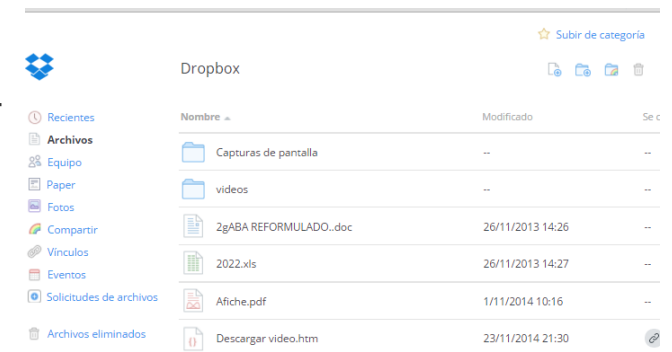 Subir de categoría
Dropbox
Recientes
Archivos
Equipo
Paper
Fotos
Compartir
Vínculos
Eventos
Solicitudes de archivos
Archivos eliminados
Nombre Modificado
Capturas de pantalla -- --
videos -- --
2gABA REFORMULADO..doc 26/11/2013 14:26 --
2022.xls 26/11/2013 14:27 --
Afiche.pdf 1/11/2014 10:16 --
Descargar video.htm 23/11/2014 21:30